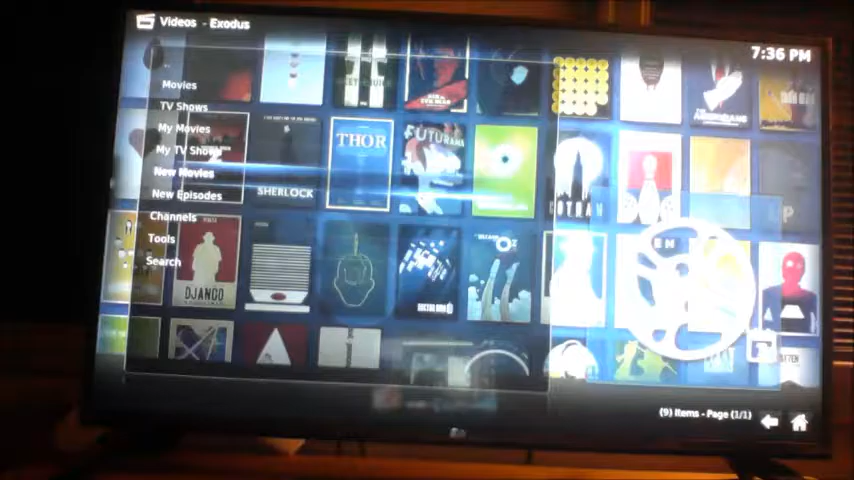 Videos - Exodus
7:36 PM
Movies
TV Shows
My Movies
My TV Shows
New Movies
New Episodes
Channels
Tools
Search
THOR
FUTURAMA
SHERLOCK
GOTHAM
DJANGO
(9) Items - Page (1/1)